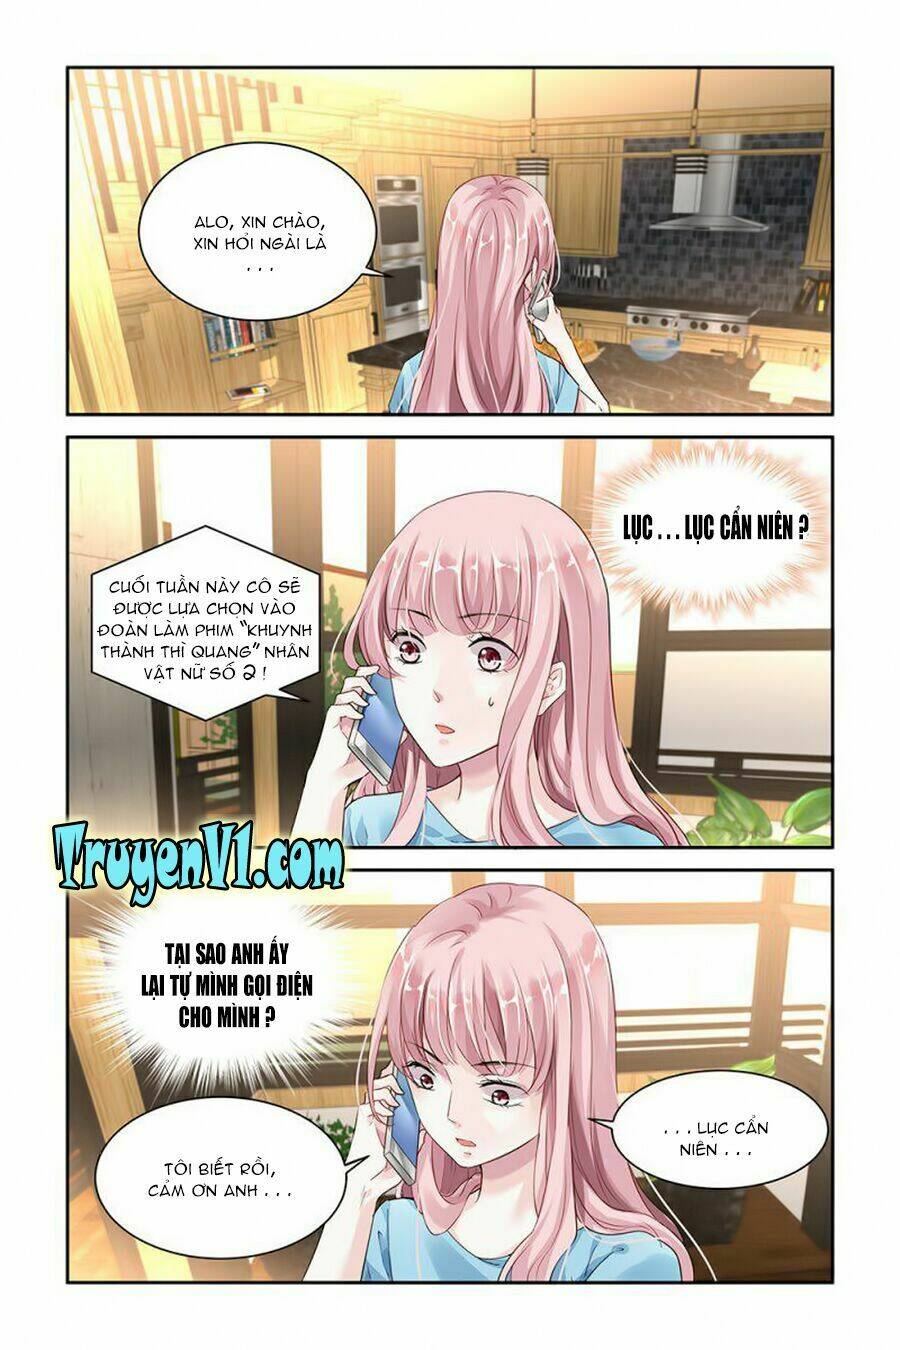 ALO, XIN CHÀO,
XIN HỎI NGÀI LÀ
. . .
LỤC . . . LỤC CẨN NIÊN ?
CUỐI TUẦN NÀY CÔ SẼ
ĐƯỢC LỰA CHỌN VÀO
ĐOÀN LÀM PHIM "KHUYNH
THÀNH THÌ QUANG" NHÂN
VẬT NỮ SỐ 2 !
TruyenV1.com
TẠI SAO ANH ẤY
LẠI TỰ MÌNH GỌI ĐIỆN
CHO MÌNH ?
. . . LỤC CẨN
NIÊN . . .
TÔI BIẾT RỒI,
CẢM ƠN ANH . . .